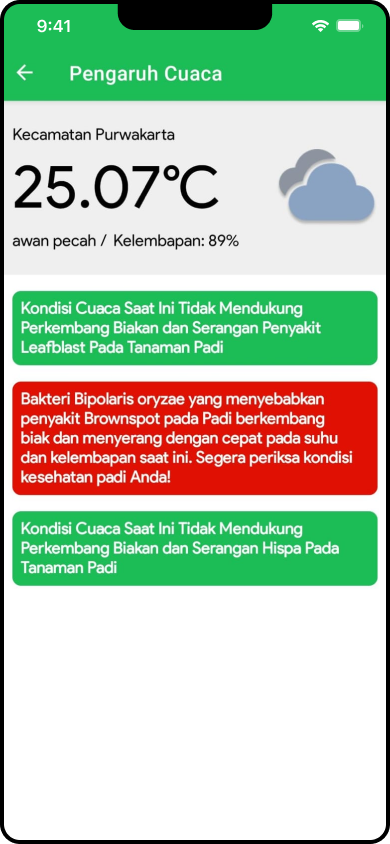 9:41
Pengaruh Cuaca
Kecamatan Purwakarta
25.07°C
awan pecah / Kelembapan: 89%
Kondisi Cuaca Saat Ini Tidak Mendukung
Perkembang Biakan dan Serangan Penyakit
Leafblast Pada Tanaman Padi
Bakteri Bipolaris oryzae yang menyebabkan
penyakit Brownspot pada Padi berkembang
biak dan menyerang dengan cepat pada suhu
dan kelembapan saat ini. Segera periksa kondisi
kesehatan padi Anda!
Kondisi Cuaca Saat Ini Tidak Mendukung
Perkembang Biakan dan Serangan Hispa Pada
Tanaman Padi